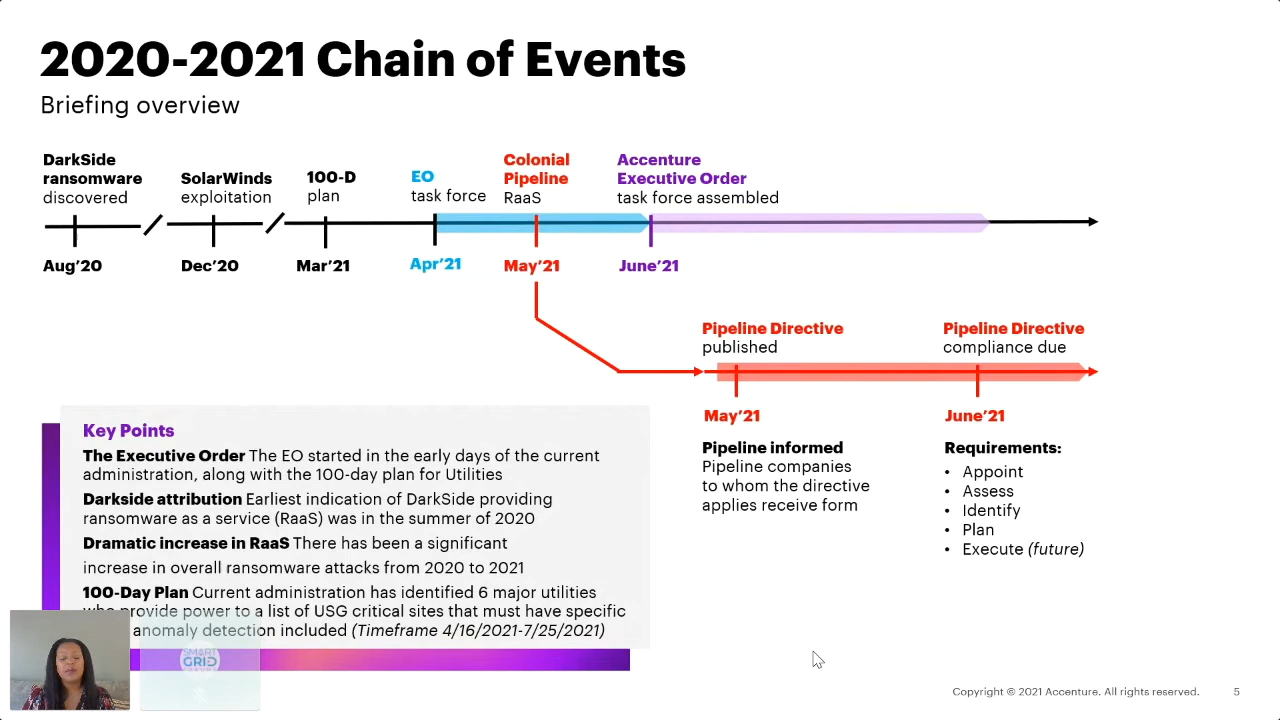 2020-2021 Chain of Events
Briefing overview
DarkSide
ransomware
discovered
SolarWinds
exploitation
100-D
plan
EO
task force
Colonial
Pipeline
RaaS
Accenture
Executive Order
task force assembled
Aug'20
Dec'20
Mar'21
Apr'21
May'21
June'21
Pipeline Directive
published
Pipeline Directive
compliance due
May'21
June'21
Pipeline informed
Pipeline companies
to whom the directive
applies receive form
Requirements:
• Appoint
• Assess
• Identify
• Plan
• Execute (future)
Key Points
The Executive Order The EO started in the early days of the current
administration, along with the 100-day plan for Utilities
Darkside attribution Earliest indication of DarkSide providing
ransomware as a service (RaaS) was in the summer of 2020
Dramatic increase in RaaS There has been a significant
increase in overall ransomware attacks from 2020 to 2021
100-Day Plan Current administration has identified 6 major utilities
who provide power to a list of USG critical sites that must have specific
anomaly detection included (Timeframe 4/16/2021-7/25/2021)
SMART
GRID
Copyright © 2021 Accenture. All rights reserved. 5